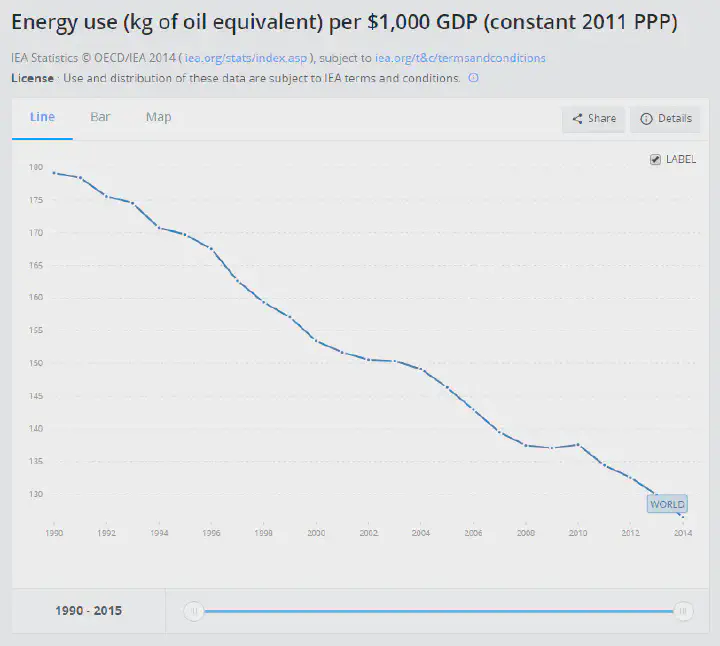 Energy use (kg of oil equivalent) per $1,000 GDP (constant 2011 PPP)
IEA Statistics © OECD/IEA 2014 ( iea.org/stats/index.asp ), subject to iea.org/t&c/termsandconditions
License : Use and distribution of these data are subject to IEA terms and conditions.
Line Bar Map Share Details
LABEL
180
175
170
165
160
155
150
145
140
135
130
WORLD
1990 1992 1994 1996 1998 2000 2002 2004 2006 2008 2010 2012 2014
1990 - 2015